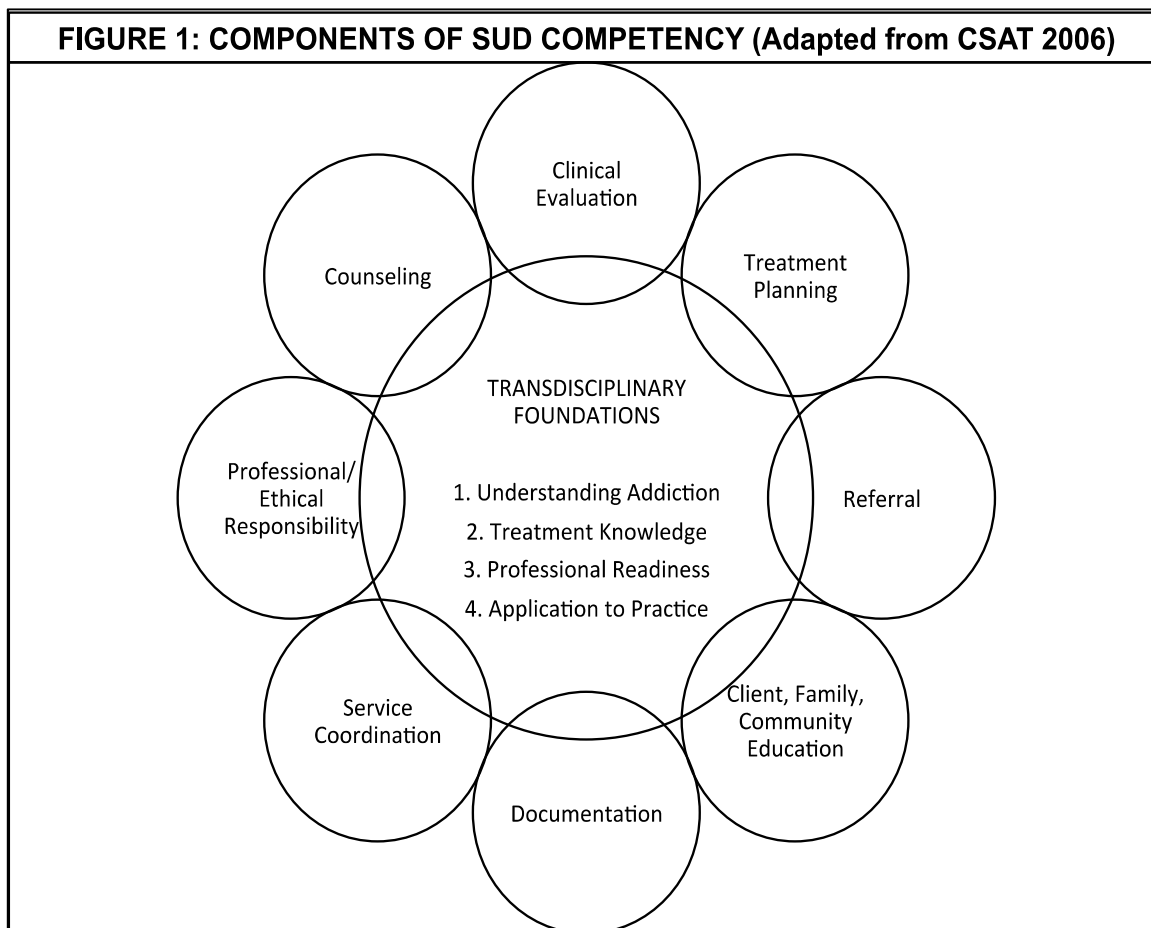 FIGURE 1: COMPONENTS OF SUD COMPETENCY (Adapted from CSAT 2006)
Clinical
Evaluation
Counseling
Treatment
Planning
TRANSDISCIPLINARY
FOUNDATIONS
1. Understanding Addiction
2. Treatment Knowledge
3. Professional Readiness
4. Application to Practice
Professional/
Ethical
Responsibility
Referral
Service
Coordination
Client, Family,
Community
Education
Documentation